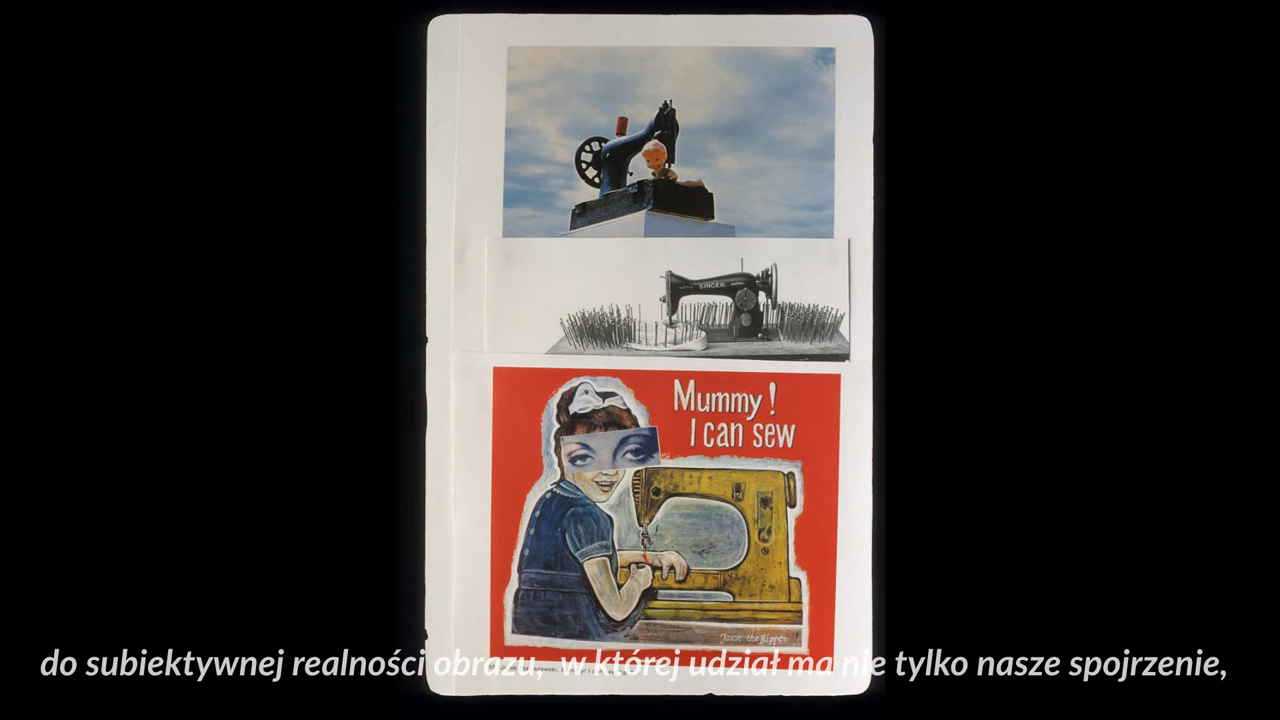 SINGER
Mummy!
I can sew
do subiektywnej realności obrazu, w której udział ma nie tylko nasze spojrzenie,